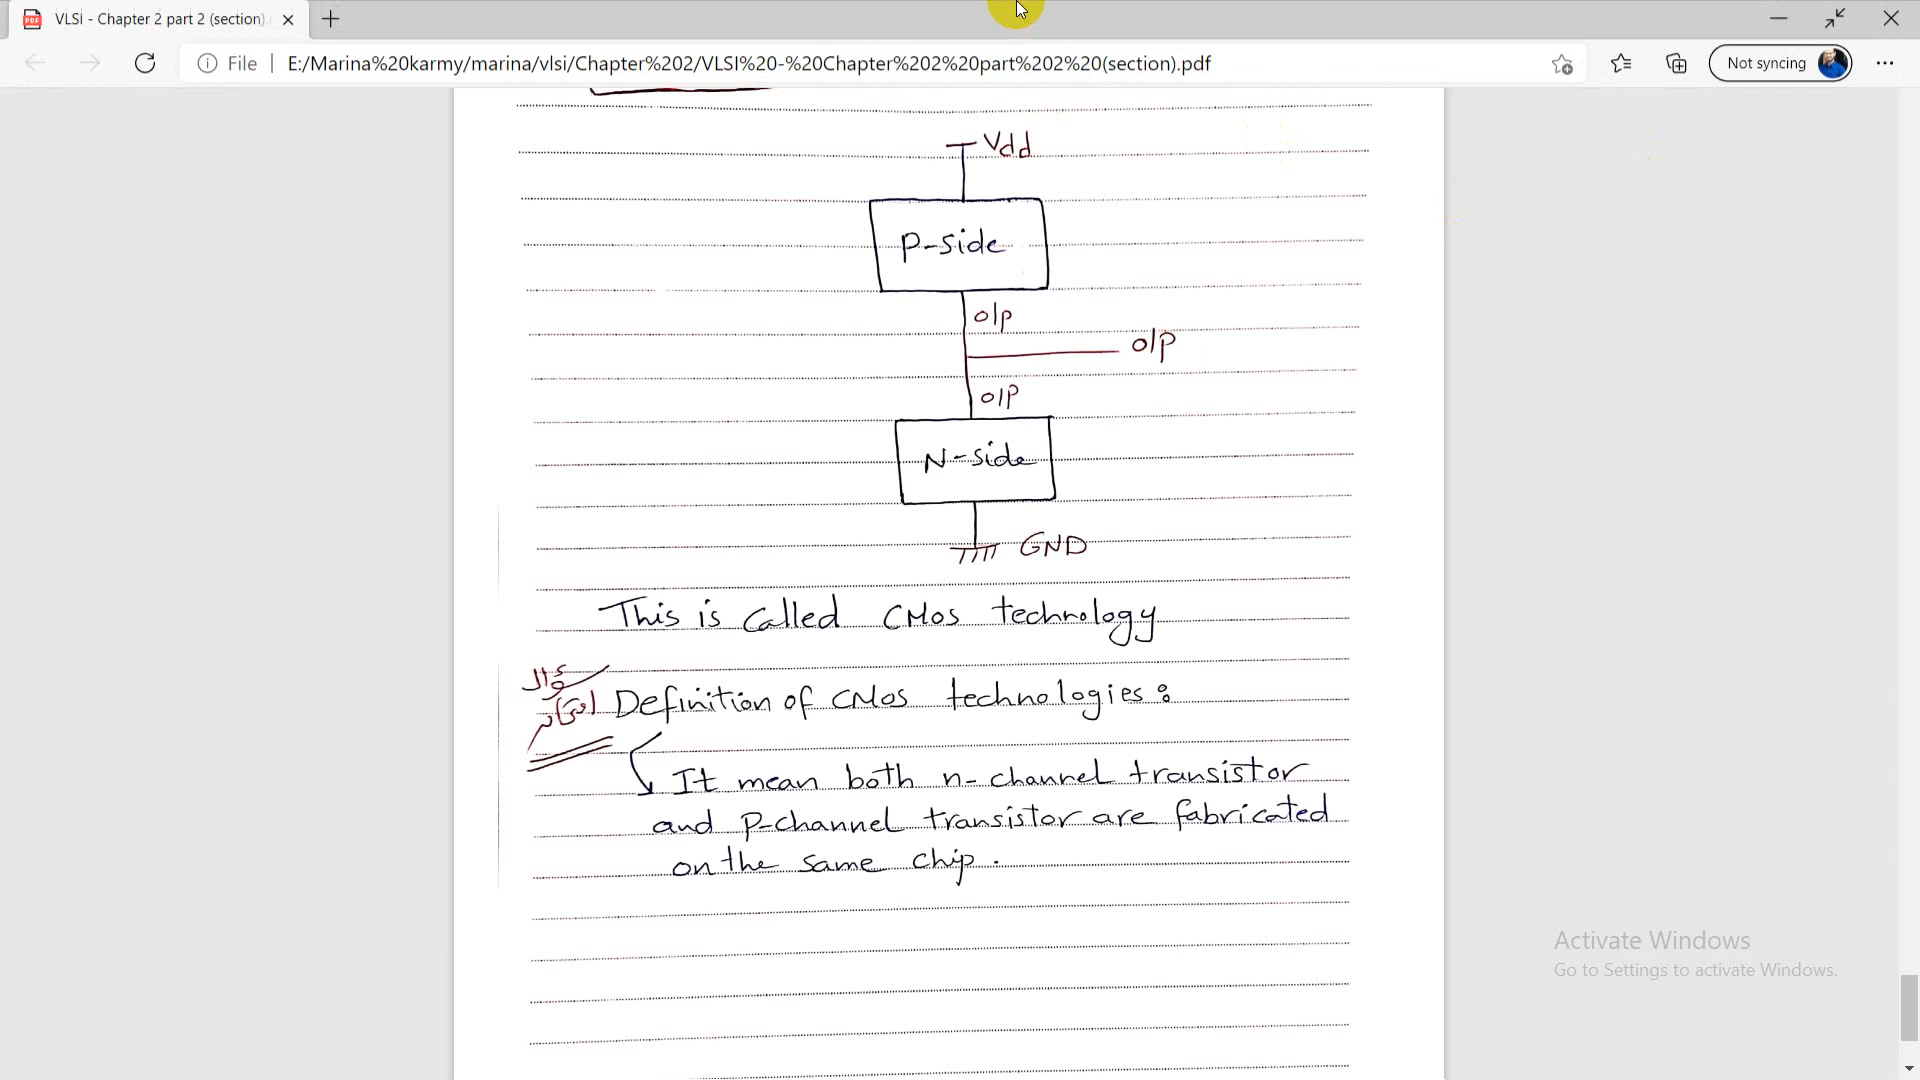 VLSi - Chapter 2 part 2 (section).
File
E:/Marina%20karmy/marina/vlsi/Chapter%202/VLSI%20-%20Chapter%202%20part%202%20(section).pdf
Not syncing
Vdd
P-side
o/p
o/p
o/p
N-side
GND
This is called CMos technology
سؤال
امتحان
Definition of CMos technologies:
It mean both n-channel transistor
and p-channel transistor are fabricated
on the same chip.
Activate Windows
Go to Settings to activate Windows.